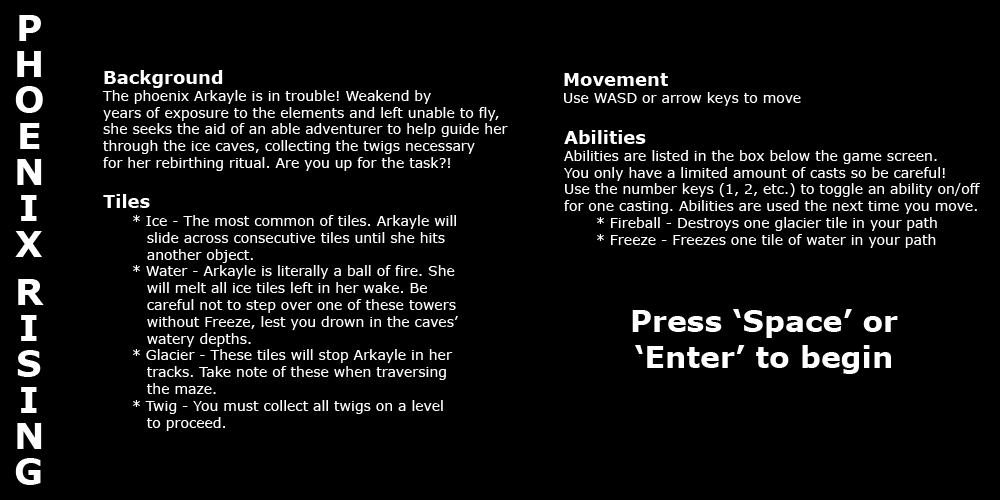 PHOENIX RISING
Background
The phoenix Arkayle is in trouble! Weakend by
years of exposure to the elements and left unable to fly,
she seeks the aid of an able adventurer to help guide her
through the ice caves, collecting the twigs necessary
for her rebirthing ritual. Are you up for the task?!
Tiles
* Ice - The most common of tiles. Arkayle will
slide across consecutive tiles until she hits
another object.
* Water - Arkayle is literally a ball of fire. She
will melt all ice tiles left in her wake. Be
careful not to step over one of these towers
without Freeze, lest you drown in the caves’
watery depths.
* Glacier - These tiles will stop Arkayle in her
tracks. Take note of these when traversing
the maze.
* Twig - You must collect all twigs on a level
to proceed.
Movement
Use WASD or arrow keys to move
Abilities
Abilities are listed in the box below the game screen.
You only have a limited amount of casts so be careful!
Use the number keys (1, 2, etc.) to toggle an ability on/off
for one casting. Abilities are used the next time you move.
* Fireball - Destroys one glacier tile in your path
* Freeze - Freezes one tile of water in your path
Press ‘Space’ or
‘Enter’ to begin